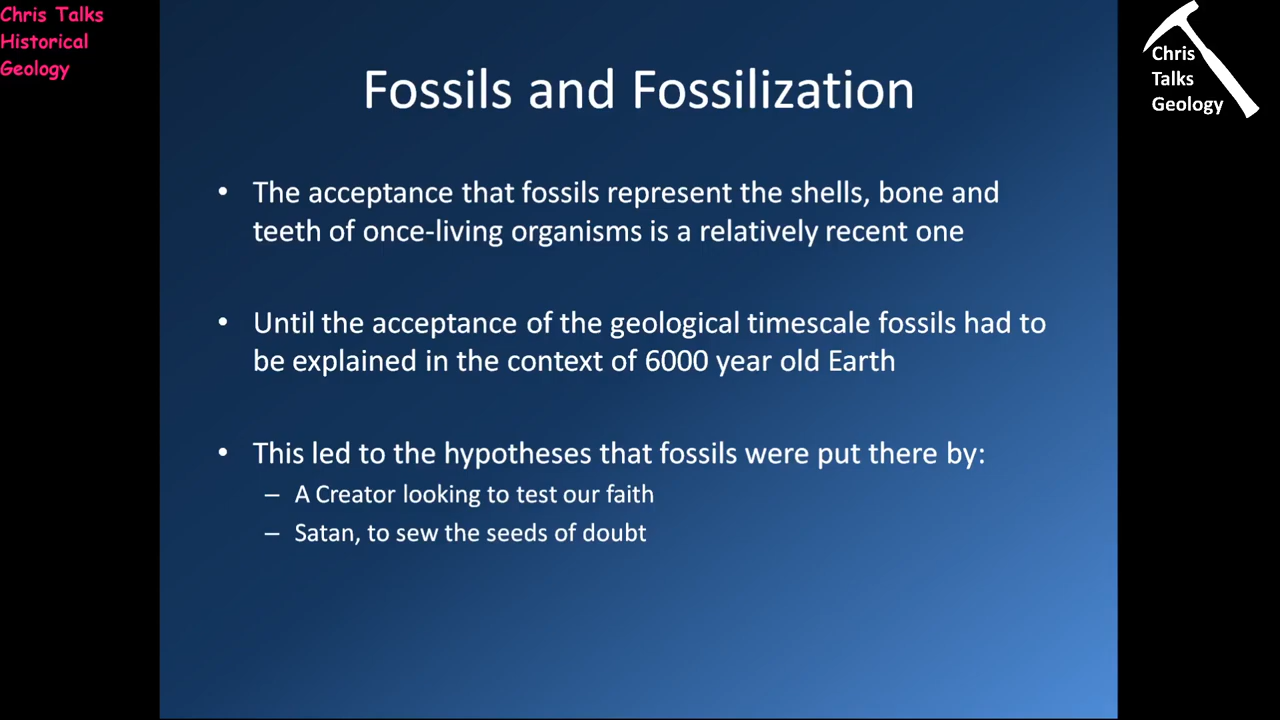 Chris Talks
Historical
Geology
Chris
Talks
Geology
Fossils and Fossilization
• The acceptance that fossils represent the shells, bone and
teeth of once-living organisms is a relatively recent one
• Until the acceptance of the geological timescale fossils had to
be explained in the context of 6000 year old Earth
• This led to the hypotheses that fossils were put there by:
– A Creator looking to test our faith
– Satan, to sew the seeds of doubt